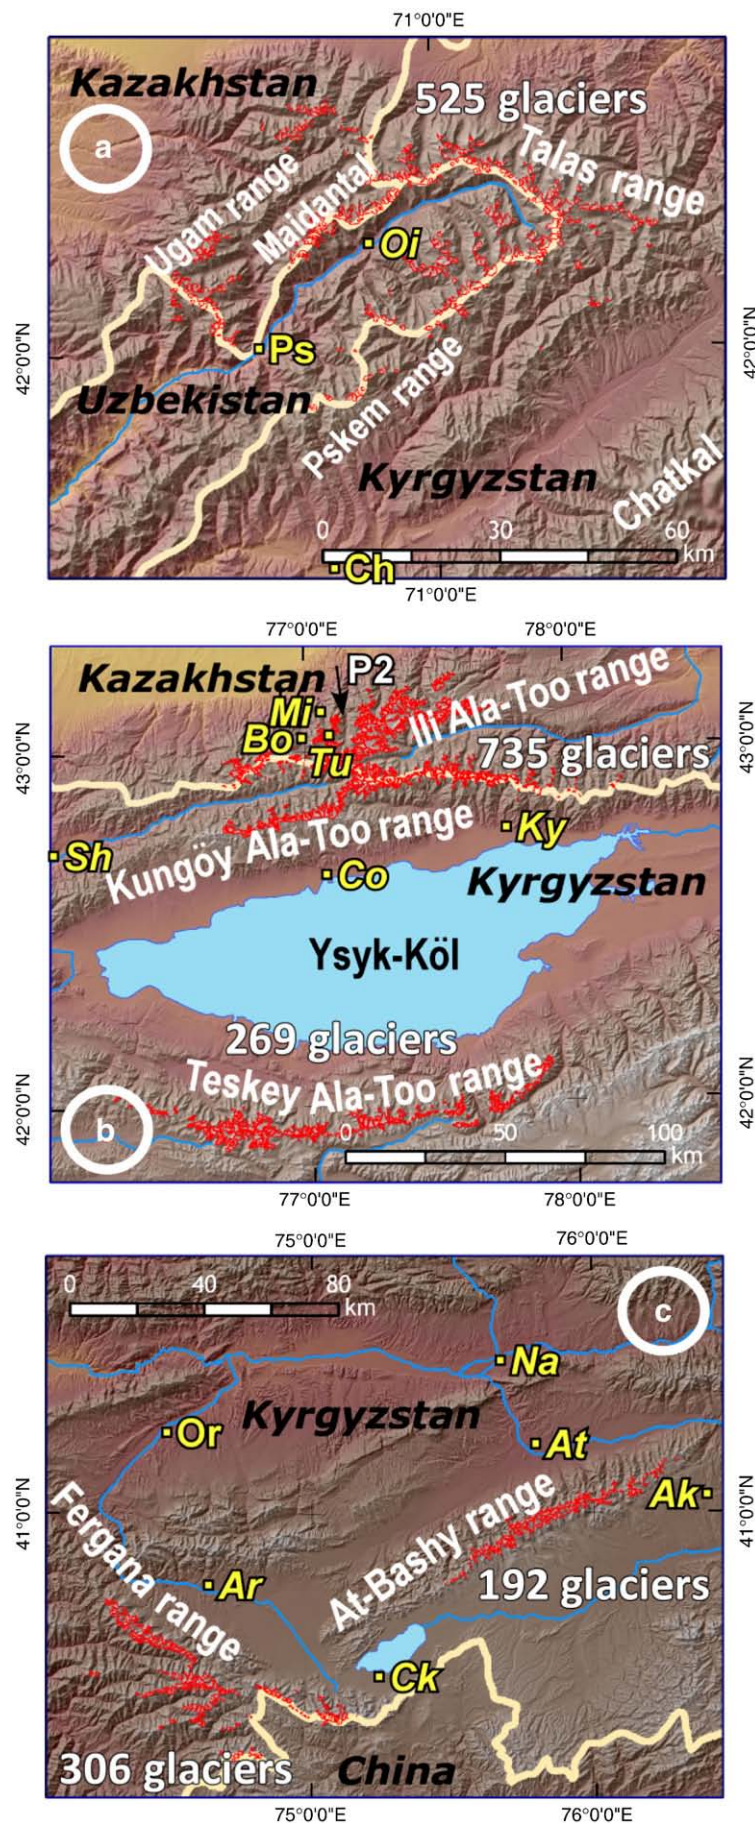 71°0'0"E
Kazakhstan
525 glaciers
a
Talas range
Ugam range
Maidantal
Oi
42°0'0"N
42°0'0"N
Ps
Uzbekistan
Pskem range
Kyrgyzstan
Chatkal
0 30 60
km
Ch
71°0'0"E
77°0'0"E 78°0'0"E
Kazakhstan
P2
Ili Ala-Too range
Mi
Bo
Tu
735 glaciers
43°0'0"N
43°0'0"N
Ky
Sh
Kungöy Ala-Too range
Co
Kyrgyzstan
Ysyk-Köl
269 glaciers
Teskey Ala-Too range
42°0'0"N
42°0'0"N
b
0 50 100
km
77°0'0"E 78°0'0"E
75°0'0"E 76°0'0"E
0 40 80
km
c
Na
Kyrgyzstan
Or
At
Ak
41°0'0"N
41°0'0"N
Fergana range
At-Bashy range
Ar
192 glaciers
Ck
306 glaciers
China
75°0'0"E 76°0'0"E